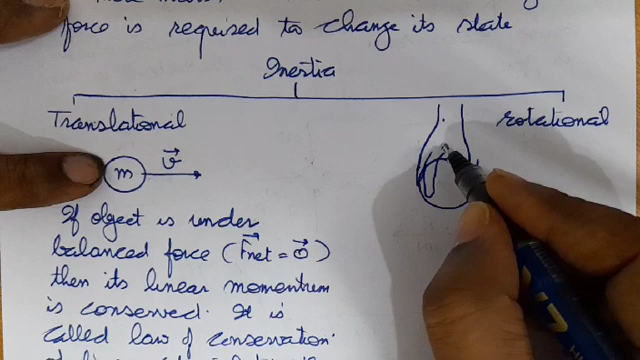 force is required to change its state
Inertia
Translational
rotational
m v
If object is under
balanced force (Fnet = 0)
then its linear momentum
is conserved. It is
called law of conservation